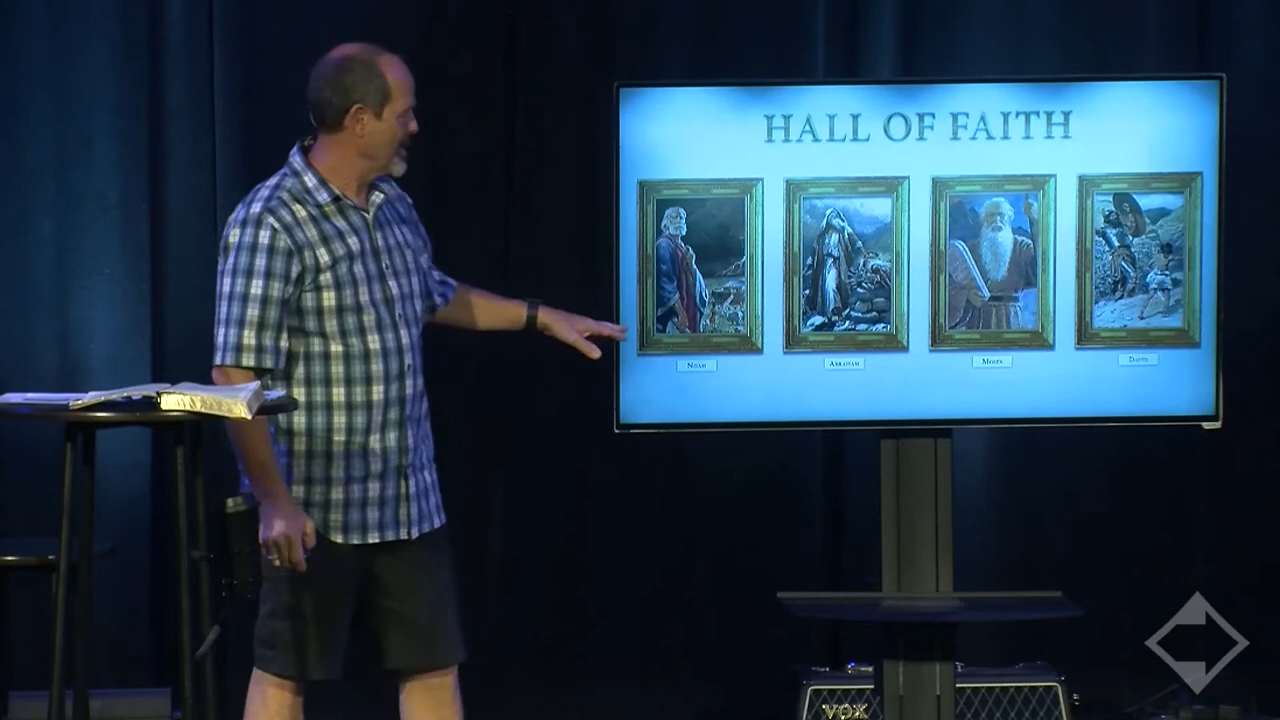 HALL OF FAITH
NOAH
ABRAHAM
MOSES
DAVID
VOX